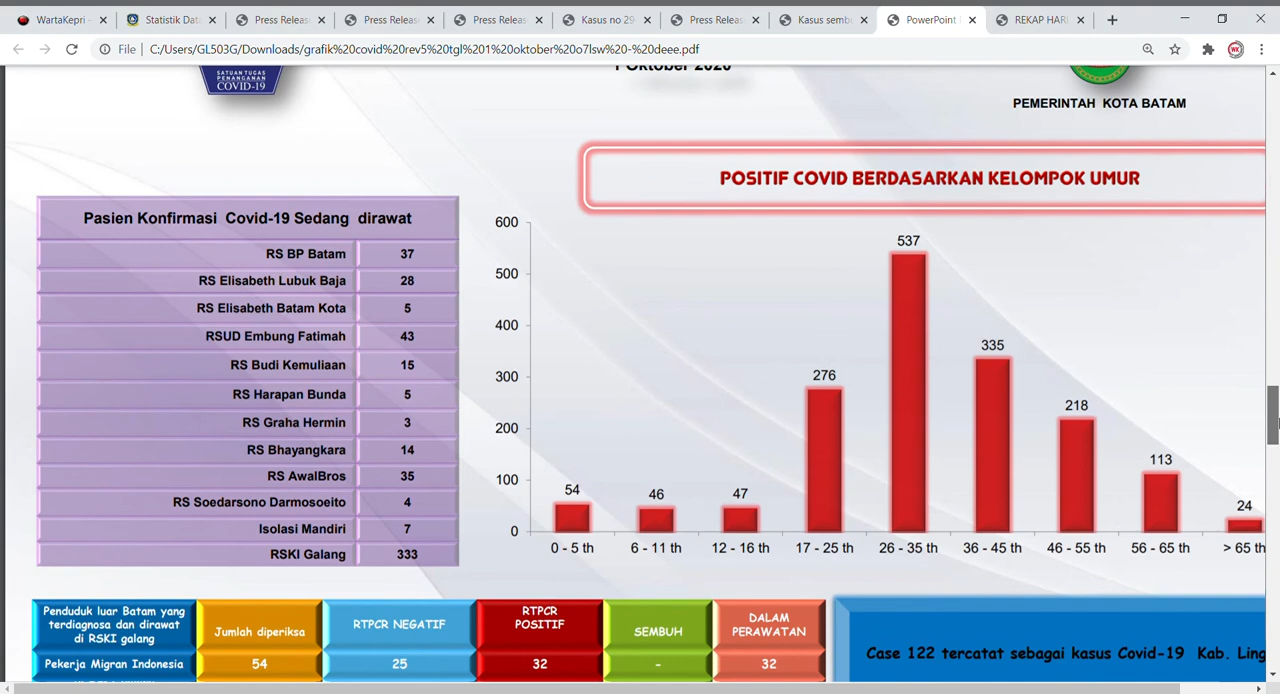 WartaKepri -
Statistik Dat
Press Releas
Press Releas
Press Releas
Kasus no 29
Press Releas
Kasus semb
PowerPoint
REKAP HARI
File
C:/Users/GL503G/Downloads/grafik%20covid%20rev5%20tgl%201%20oktober%20o7lsw%20-%20deee.pdf
SATUAN TUGAS
PENANGANAN
COVID-19
1 Oktober 2020
PEMERINTAH KOTA BATAM
POSITIF COVID BERDASARKAN KELOMPOK UMUR
Pasien Konfirmasi Covid-19 Sedang dirawat
RS BP Batam 37
RS Elisabeth Lubuk Baja 28
RS Elisabeth Batam Kota 5
RSUD Embung Fatimah 43
RS Budi Kemuliaan 15
RS Harapan Bunda 5
RS Graha Hermin 3
RS Bhayangkara 14
RS AwalBros 35
RS Soedarsono Darmosoeito 4
Isolasi Mandiri 7
RSKI Galang 333
600
500
400
300
200
100
0
54
46
47
276
537
335
218
113
24
0 - 5 th
6 - 11 th
12 - 16 th
17 - 25 th
26 - 35 th
36 - 45 th
46 - 55 th
56 - 65 th
> 65 th
Penduduk luar Batam yang
terdiagnosa dan dirawat
di RSKI galang
Jumlah diperiksa
RTPCR NEGATIF
RTPCR
POSITIF
SEMBUH
DALAM
PERAWATAN
Pekerja Migran Indonesia 54 25 32 - 32
Case 122 tercatat sebagai kasus Covid-19 Kab. Ling